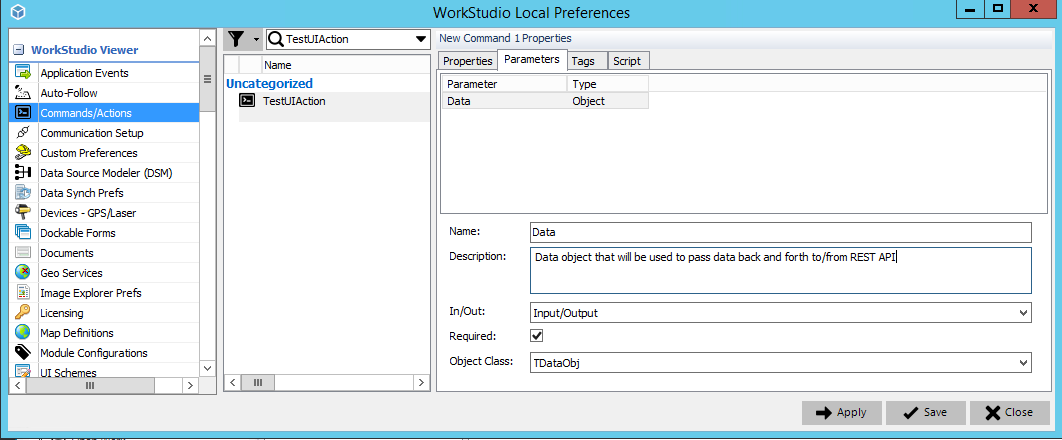 WorkStudio Local Preferences
WorkStudio Viewer
Application Events
Auto-Follow
Commands/Actions
Communication Setup
Custom Preferences
Data Source Modeler (DSM)
Data Synch Prefs
Devices - GPS/Laser
Dockable Forms
Documents
Geo Services
Image Explorer Prefs
Licensing
Map Definitions
Module Configurations
UI Schemes
TestUIAction
Name
Uncategorized
TestUIAction
New Command 1 Properties
Properties Parameters Tags Script
Parameter Type
Data Object
Name: Data
Description: Data object that will be used to pass data back and forth to/from REST API
In/Out: Input/Output
Required:
Object Class: TDataObj
Apply Save Close